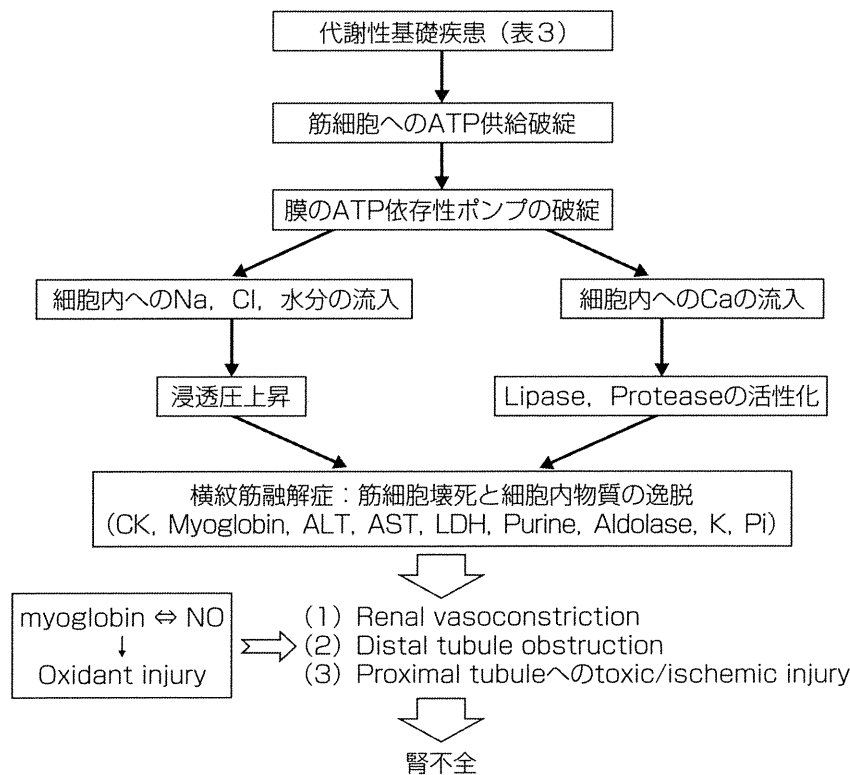 代謝性基礎疾患（表３）
筋細胞へのATP供給破綻
膜のATP依存性ポンプの破綻
細胞内へのNa，Cl，水分の流入
細胞内へのCaの流入
浸透圧上昇
Lipase，Proteaseの活性化
横紋筋融解症：筋細胞壊死と細胞内物質の逸脱
（CK, Myoglobin, ALT, AST, LDH, Purine, Aldolase, K, Pi）
myoglobin ⇔ NO
↓
Oxidant injury
（1）Renal vasoconstriction
（2）Distal tubule obstruction
（3）Proximal tubuleへのtoxic/ischemic injury
腎不全